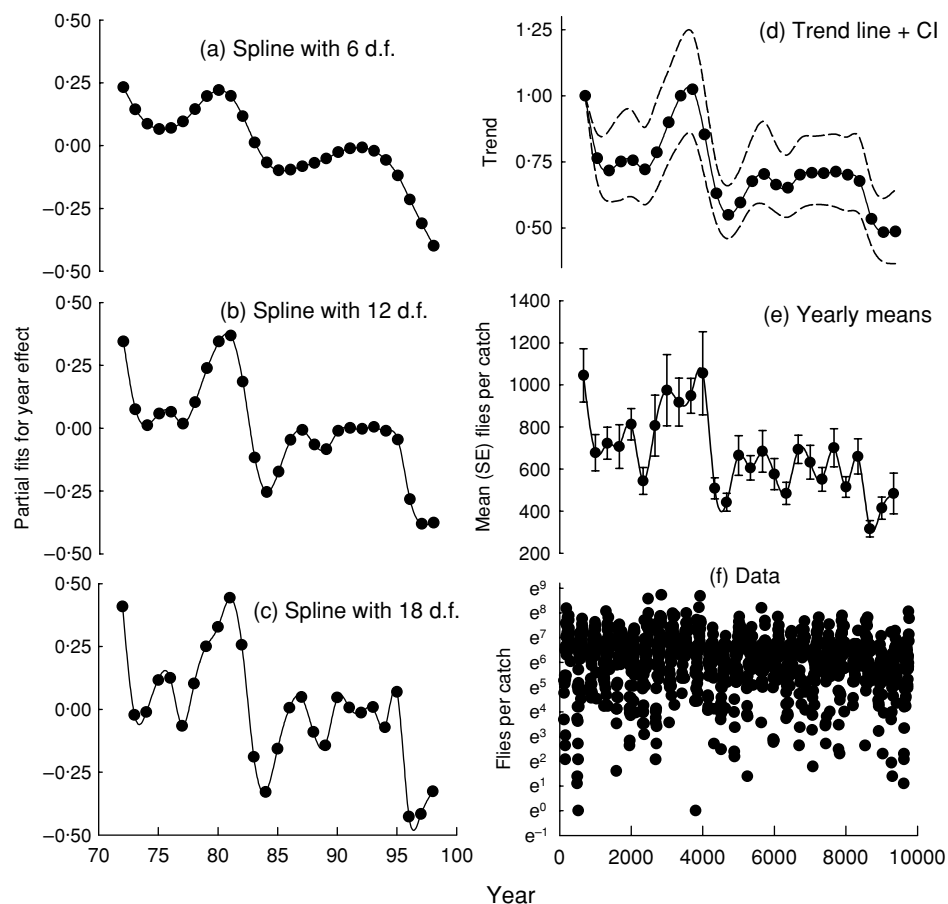 (a) Spline with 6 d.f.
0·50
0·25
0·00
−0·25
−0·50
(b) Spline with 12 d.f.
0·50
0·25
0·00
−0·25
−0·50
(c) Spline with 18 d.f.
0·50
0·25
0·00
−0·25
−0·50
70 75 80 85 90 95 100
Partial fits for year effect
(d) Trend line + CI
1·25
1·00
0·75
0·50
Trend
(e) Yearly means
1400
1200
1000
800
600
400
200
Mean (SE) flies per catch
(f) Data
e⁹
e⁸
e⁷
e⁶
e⁵
e⁴
e³
e²
e¹
e⁰
e⁻¹
Flies per catch
0 2000 4000 6000 8000 10000
Year